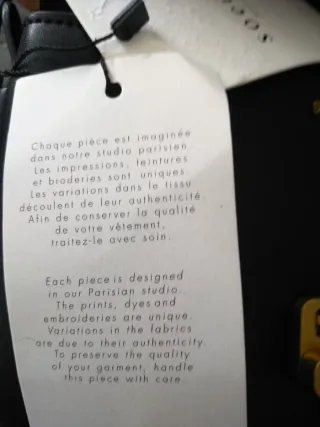 Chaque pièce est imaginée
dans notre studio parisien.
Les impressions, teintures
et broderies sont uniques
Les variations dans le tissu
découlent de leur authenticité.
Afin de conserver la qualité
de votre vêtement,
traitez-le avec soin.
Each piece is designed
in our Parisian studio.
The prints, dyes and
embroideries are unique.
Variations in the fabrics
are due to their authenticity.
To preserve the quality
of your garment, handle
this piece with care.